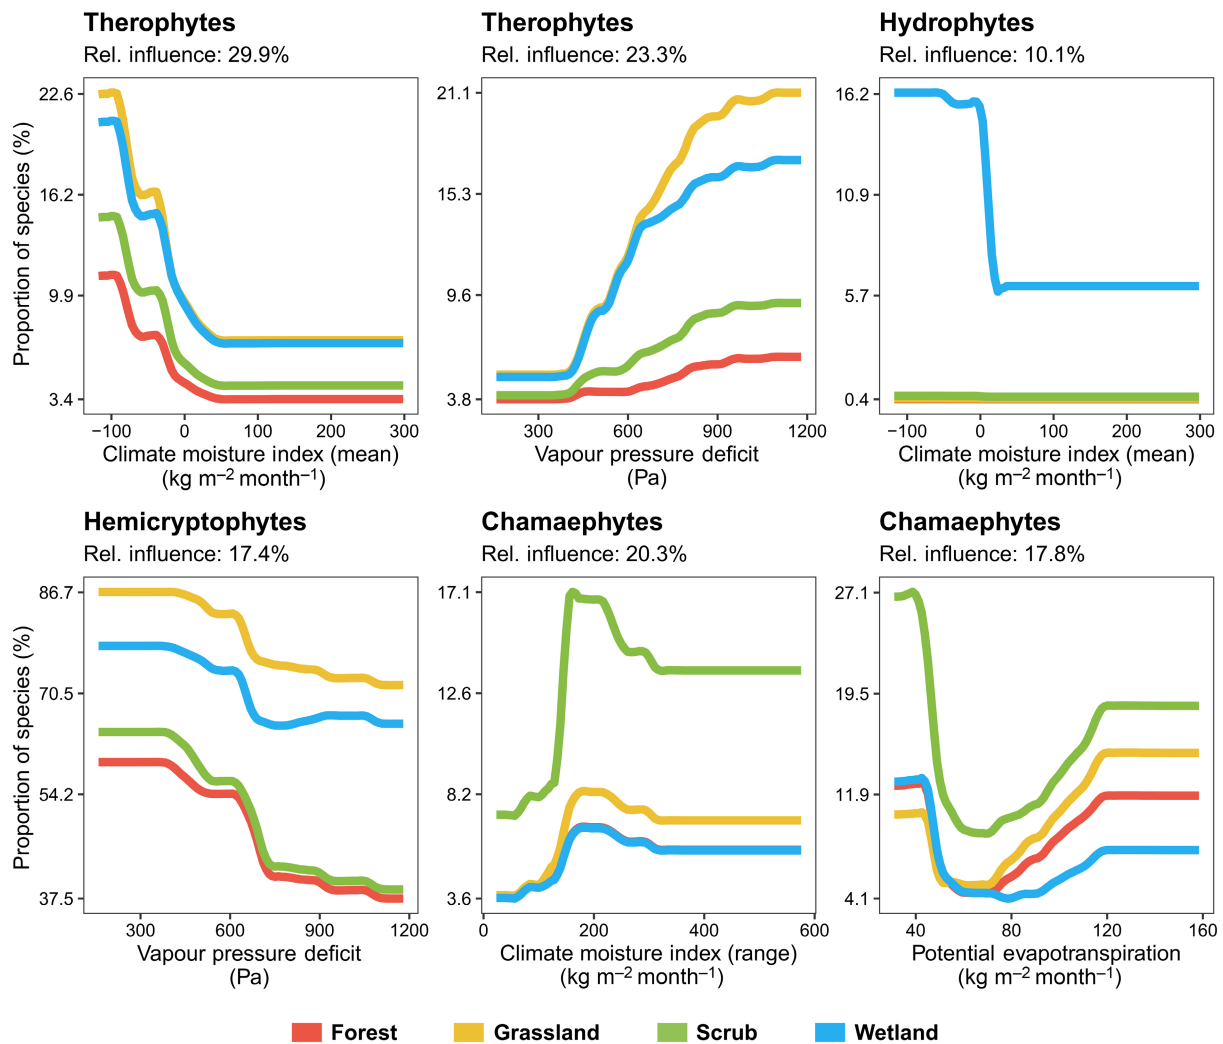 Therophytes
Rel. influence: 29.9%
Proportion of species (%)
22.6
16.2
9.9
3.4
−100 0 100 200 300
Climate moisture index (mean)
(kg m⁻² month⁻¹)
Therophytes
Rel. influence: 23.3%
21.1
15.3
9.6
3.8
300 600 900 1200
Vapour pressure deficit
(Pa)
Hydrophytes
Rel. influence: 10.1%
16.2
10.9
5.7
0.4
−100 0 100 200 300
Climate moisture index (mean)
(kg m⁻² month⁻¹)
Hemicryptophytes
Rel. influence: 17.4%
Proportion of species (%)
86.7
70.5
54.2
37.5
300 600 900 1200
Vapour pressure deficit
(Pa)
Chamaephytes
Rel. influence: 20.3%
17.1
12.6
8.2
3.6
0 200 400 600
Climate moisture index (range)
(kg m⁻² month⁻¹)
Chamaephytes
Rel. influence: 17.8%
27.1
19.5
11.9
4.1
40 80 120 160
Potential evapotranspiration
(kg m⁻² month⁻¹)
Forest Grassland Scrub Wetland